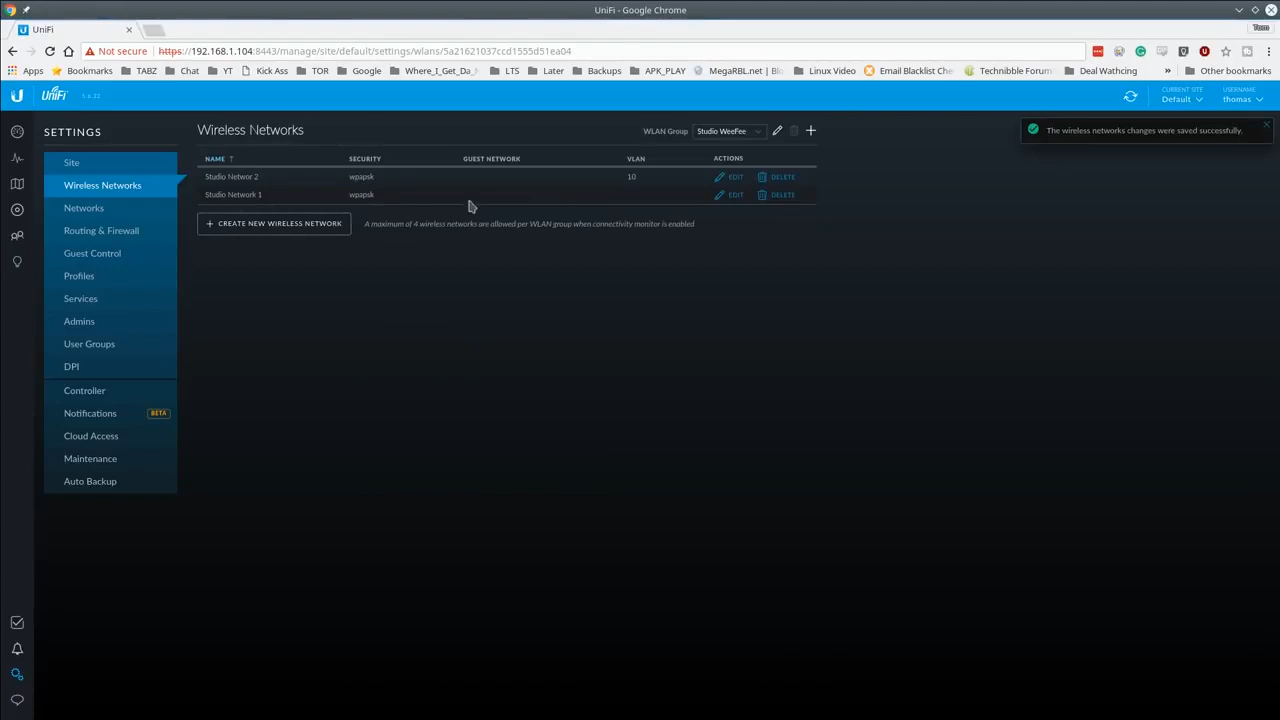 UniFi - Google Chrome
UniFi
Tom
Not secure https://192.168.1.104:8443/manage/site/default/settings/wlans/5a21621037ccd1555d51ea04
Apps Bookmarks TABZ Chat YT Kick Ass TOR Google Where_I_Get_Da_ LTS Later Backups APK_PLAY MegaRBL.net | Blo Linux Video Email Blacklist Che Technibble Forum Deal Wathcing » Other bookmarks
UniFi
CURRENT SITE
Default
USERNAME
thomas
SETTINGS
Site
Wireless Networks
Networks
Routing & Firewall
Guest Control
Profiles
Services
Admins
User Groups
DPI
Controller
Notifications BETA
Cloud Access
Maintenance
Auto Backup
Wireless Networks
WLAN Group Studio WeeFee
NAME ↑ SECURITY GUEST NETWORK VLAN ACTIONS
Studio Networ 2 wpapsk 10 EDIT DELETE
Studio Network 1 wpapsk EDIT DELETE
+ CREATE NEW WIRELESS NETWORK A maximum of 4 wireless networks are allowed per WLAN group when connectivity monitor is enabled
The wireless networks changes were saved successfully.